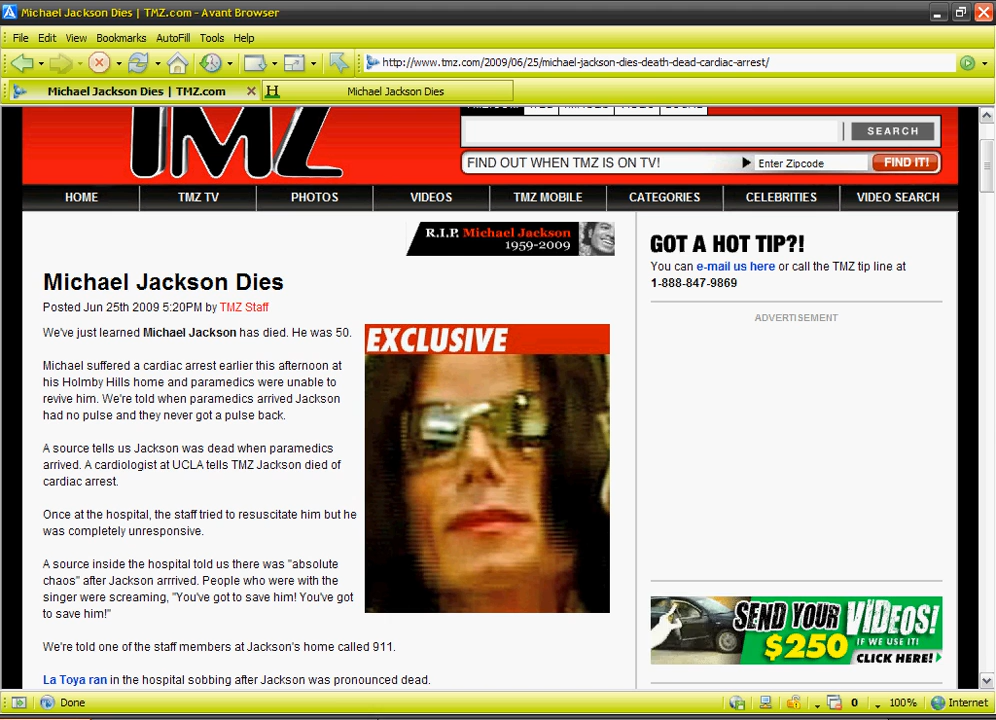 Michael Jackson Dies | TMZ.com - Avant Browser
File Edit View Bookmarks AutoFill Tools Help
http://www.tmz.com/2009/06/25/michael-jackson-dies-death-dead-cardiac-arrest/
Michael Jackson Dies | TMZ.com
H Michael Jackson Dies
TMZ
SEARCH
FIND OUT WHEN TMZ IS ON TV! Enter Zipcode FIND IT!
HOME TMZ TV PHOTOS VIDEOS TMZ MOBILE CATEGORIES CELEBRITIES VIDEO SEARCH
R.I.P. Michael Jackson
1959-2009
Michael Jackson Dies
Posted Jun 25th 2009 5:20PM by TMZ Staff
We've just learned Michael Jackson has died. He was 50.
Michael suffered a cardiac arrest earlier this afternoon at
his Holmby Hills home and paramedics were unable to
revive him. We're told when paramedics arrived Jackson
had no pulse and they never got a pulse back.
A source tells us Jackson was dead when paramedics
arrived. A cardiologist at UCLA tells TMZ Jackson died of
cardiac arrest.
Once at the hospital, the staff tried to resuscitate him but he
was completely unresponsive.
A source inside the hospital told us there was "absolute
chaos" after Jackson arrrived. People who were with the
singer were screaming, "You've got to save him! You've got
to save him!"
We're told one of the staff members at Jackson's home called 911.
La Toya ran in the hospital sobbing after Jackson was pronounced dead.
EXCLUSIVE
GOT A HOT TIP?!
You can e-mail us here or call the TMZ tip line at
1-888-847-9869
ADVERTISEMENT
SEND YOUR VIDEOS!
$250 IF WE USE IT!
CLICK HERE!
Done 0 100% Internet